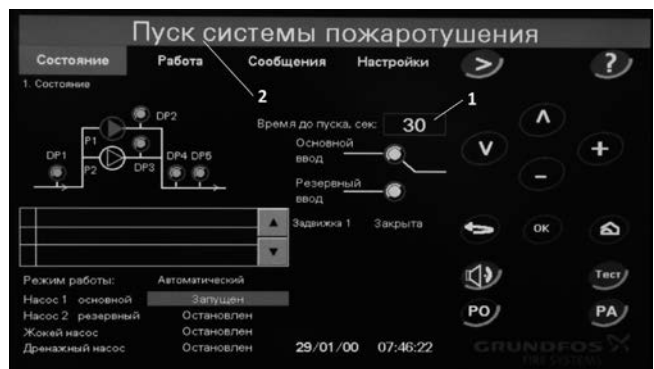 Пуск системы пожаротушения
Состояние Работа Сообщения Настройки > ?
1. Состояние
2
1
DP2
Время до пуска, сек: 30
P1
Основной
ввод
DP1 P2 DP3 DP4 DP5
Резервный
ввод
Задвижка 1 Закрыта
OK
Режим работы: Автоматический
Тест
Насос 1 основной Запущен
Насос 2 резервный Остановлен
PO PA
Жокей насос Остановлен
Дренажный насос Остановлен
29/01/00 07:46:22
GRUNDFOS
FIRE SYSTEMS